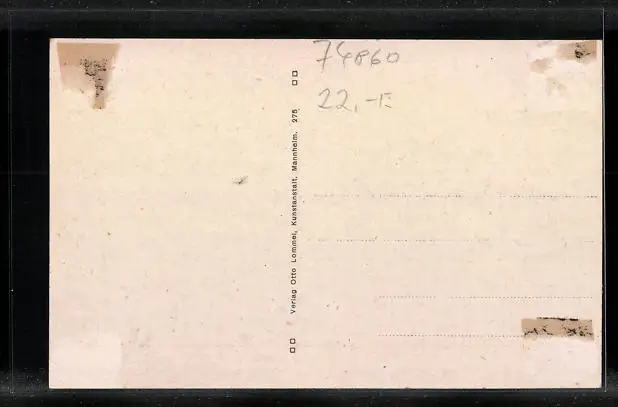 74860
22,-
Verlag Otto Lommel, Kunstanstalt, Mannheim. 275